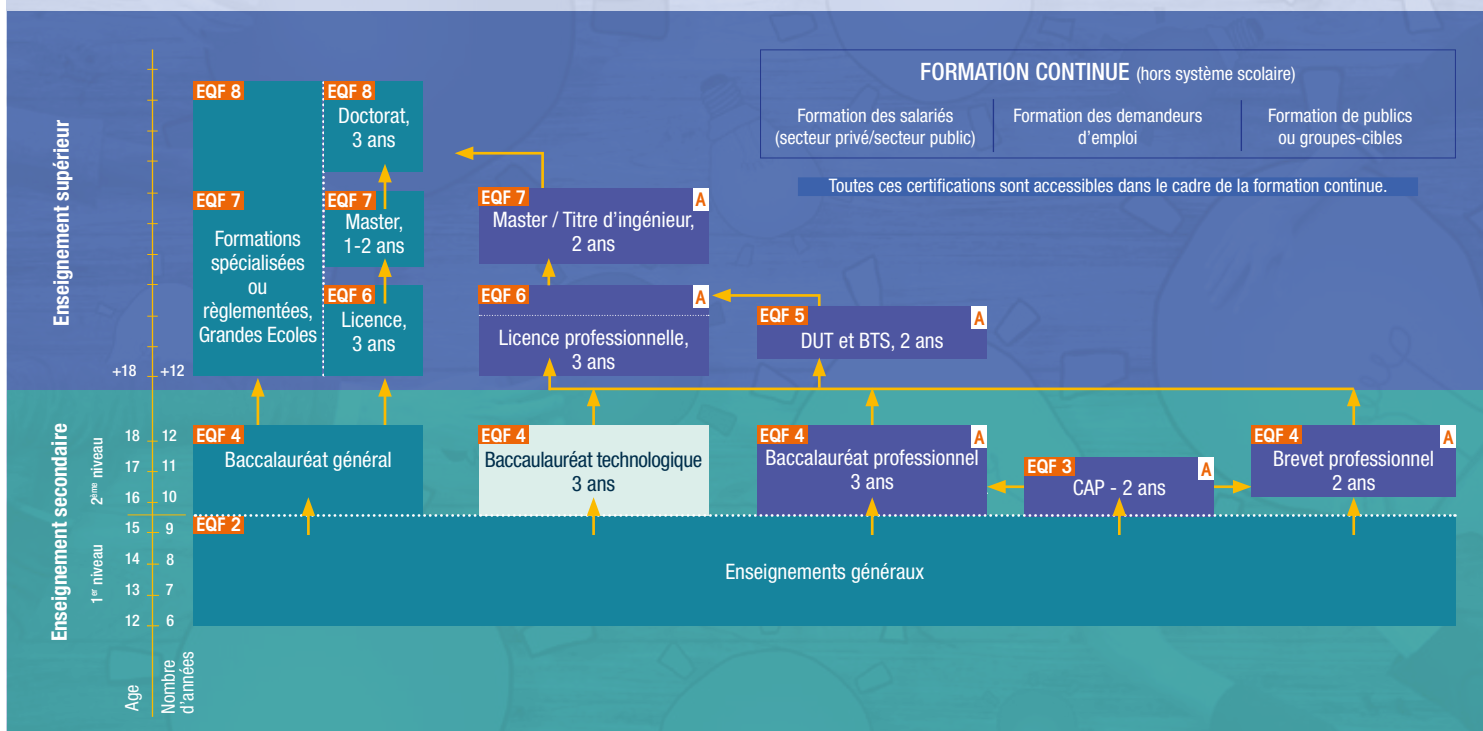 FORMATION CONTINUE (hors système scolaire)
Formation des salariés
(secteur privé/secteur public)
Formation des demandeurs
d'emploi
Formation de publics
ou groupes-cibles
Toutes ces certifications sont accessibles dans le cadre de la formation continue.
Enseignement supérieur
EQF 8
EQF 7
Formations
spécialisées
ou
règlementées,
Grandes Ecoles
EQF 8
Doctorat,
3 ans
EQF 7
Master,
1-2 ans
EQF 6
Licence,
3 ans
EQF 7 A
Master / Titre d'ingénieur,
2 ans
EQF 6 A
Licence professionnelle,
3 ans
EQF 5 A
DUT et BTS, 2 ans
+18 +12
Enseignement secondaire
2ème niveau
18 12
17 11
16 10
EQF 4
Baccalauréat général
EQF 4
Baccaulauréat technologique
3 ans
EQF 4 A
Baccalauréat professionnel
3 ans
EQF 3 A
CAP - 2 ans
EQF 4 A
Brevet professionnel
2 ans
1er niveau
15 9
14 8
13 7
12 6
EQF 2
Enseignements généraux
Age
Nombre
d'années